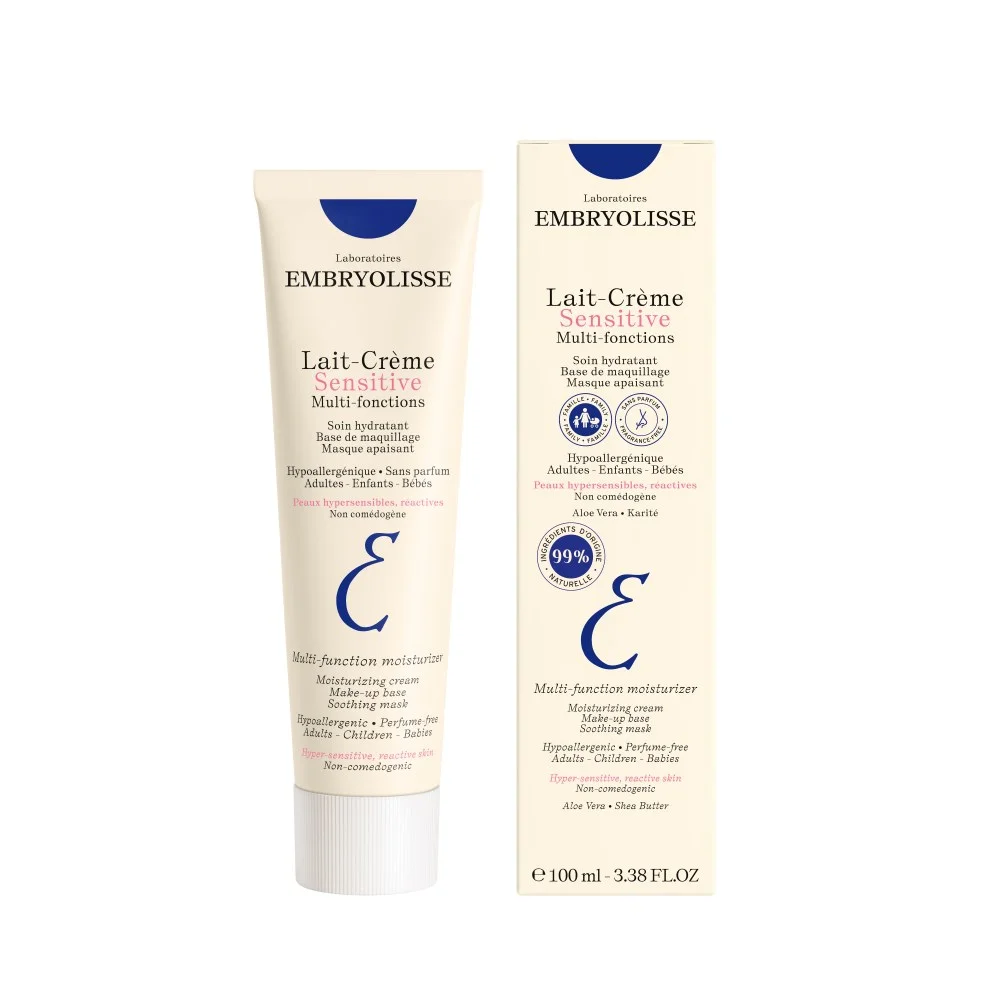 Laboratoires
EMBRYOLISSE
Lait-Crème
Sensitive
Multi-fonctions
Soin hydratant
Base de maquillage
Masque apaisant
Hypoallergénique • Sans parfum
Adultes - Enfants - Bébés
Peaux hypersensibles, réactives
Non comédogène
Multi-function moisturizer
Moisturizing cream
Make-up base
Soothing mask
Hypoallergenic • Perfume-free
Adults - Children - Babies
Hyper-sensitive, reactive skin
Non-comedogenic
Laboratoires
EMBRYOLISSE
Lait-Crème
Sensitive
Multi-fonctions
Soin hydratant
Base de maquillage
Masque apaisant
FAMILLE • FAMILY •
FAMILY • FAMILLE
SANS PARFUM
FRAGRANCE-FREE
Hypoallergénique
Adultes - Enfants - Bébés
Peaux hypersensibles, réactives
Non comédogène
Aloe Vera • Karité
INGRÉDIENTS D'ORIGINE
99%
NATURELLE
Multi-function moisturizer
Moisturizing cream
Make-up base
Soothing mask
Hypoallergenic • Perfume-free
Adults - Children - Babies
Hyper-sensitive, reactive skin
Non-comedogenic
Aloe Vera • Shea Butter
℮ 100 ml - 3.38 FL.OZ